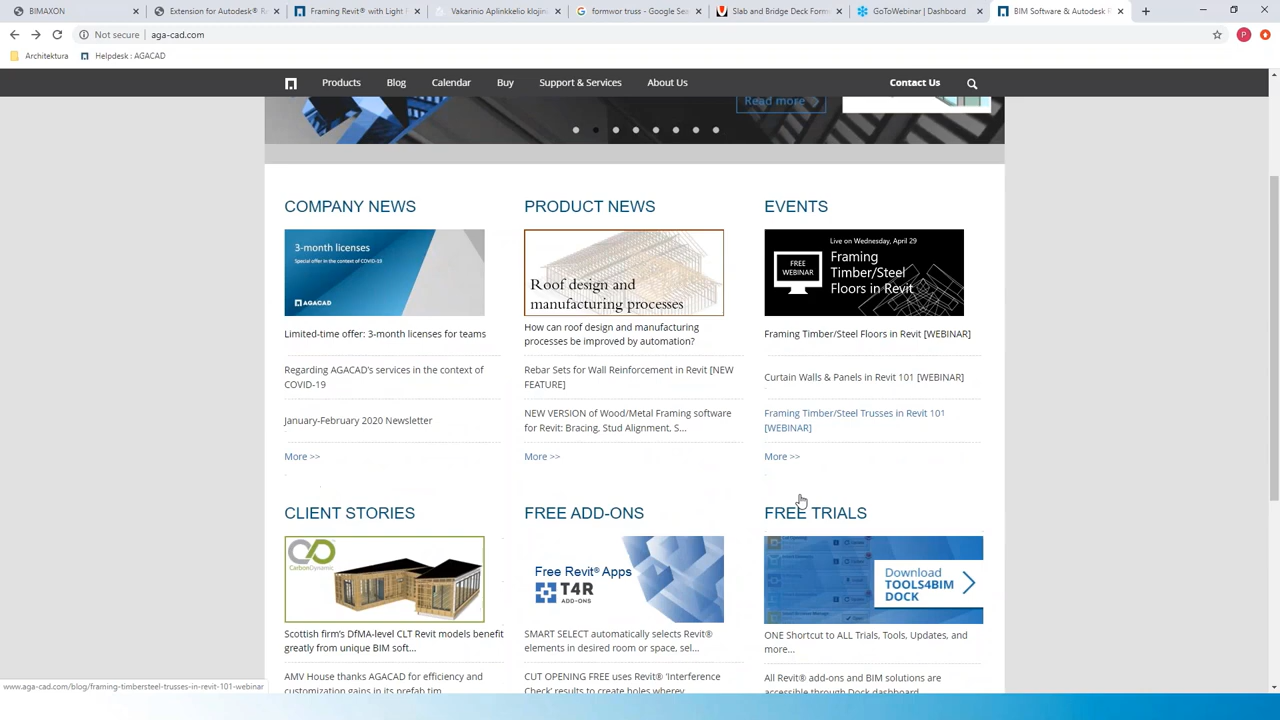 BIMAXON
Extension for Autodesk® R
Framing Revit® with Light
Vakarinio Aplinkkelio klojin
formwor truss - Google Sea
Slab and Bridge Deck Form
GoToWebinar | Dashboard
BIM Software & Autodesk
Not secure | aga-cad.com
P
Architektura
Helpdesk : AGACAD
Products
Blog
Calendar
Buy
Support & Services
About Us
Contact Us
Read more
COMPANY NEWS
3-month licenses
Special offer in the context of COVID-19
AGACAD
Limited-time offer: 3-month licenses for teams
Regarding AGACAD's services in the context of
COVID-19
January-February 2020 Newsletter
More >>
PRODUCT NEWS
Roof design and
manufacturing processes
How can roof design and manufacturing
processes be improved by automation?
Rebar Sets for Wall Reinforcement in Revit [NEW
FEATURE]
NEW VERSION of Wood/Metal Framing software
for Revit: Bracing, Stud Alignment, S...
More >>
EVENTS
Live on Wednesday, April 29
FREE
WEBINAR
Framing
Timber/Steel
Floors in Revit
Framing Timber/Steel Floors in Revit [WEBINAR]
Curtain Walls & Panels in Revit 101 [WEBINAR]
Framing Timber/Steel Trusses in Revit 101
[WEBINAR]
More >>
CLIENT STORIES
CarbonDynamic
Scottish firm's DfMA-level CLT Revit models benefit
greatly from unique BIM soft...
AMV House thanks AGACAD for efficiency and
customization gains in its prefab tim
FREE ADD-ONS
Free Revit® Apps
T4R
ADD-ONS
SMART SELECT automatically selects Revit®
elements in desired room or space, sel...
CUT OPENING FREE uses Revit® 'Interference
Check' results to create holes whereby
FREE TRIALS
Download
TOOLS4BIM
DOCK
ONE Shortcut to ALL Trials, Tools, Updates, and
more...
All Revit® add-ons and BIM solutions are
accessible through Dock dashboard
www.aga-cad.com/blog/framing-timbersteel-trusses-in-revit-101-webinar